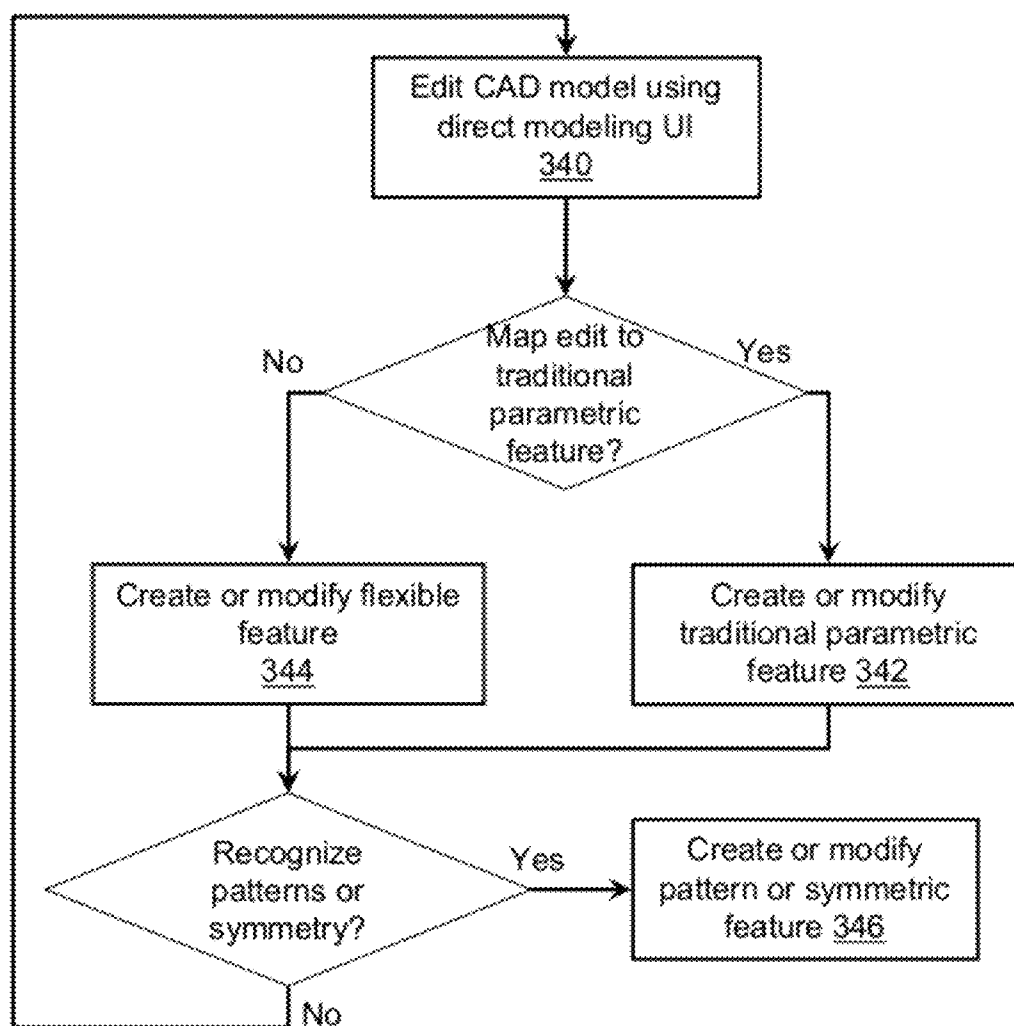 Edit CAD model using
direct modeling UI
340
Map edit to
traditional
parametric
feature?
No
Yes
Create or modify flexible
feature
344
Create or modify
traditional parametric
feature 342
Recognize
patterns or
symmetry?
Yes
Create or modify
pattern or symmetric
feature 346
No